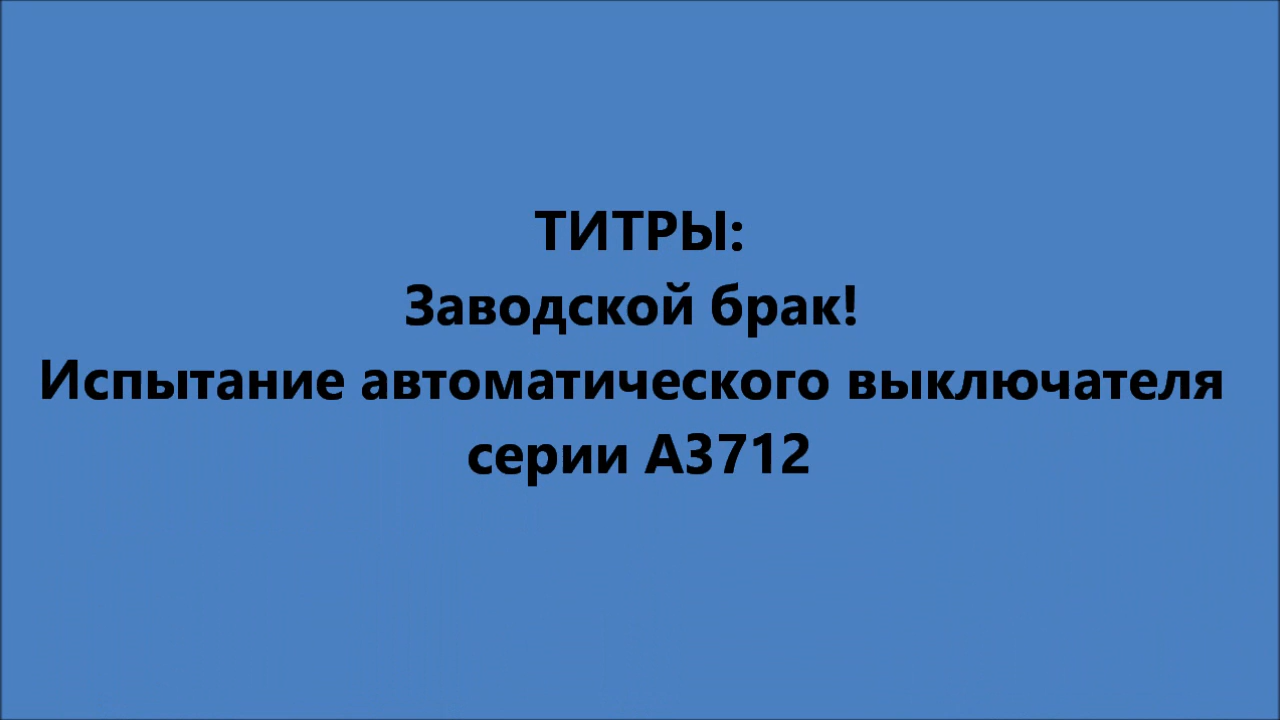 ТИТРЫ:
Заводской брак!
Испытание автоматического выключателя
серии А3712